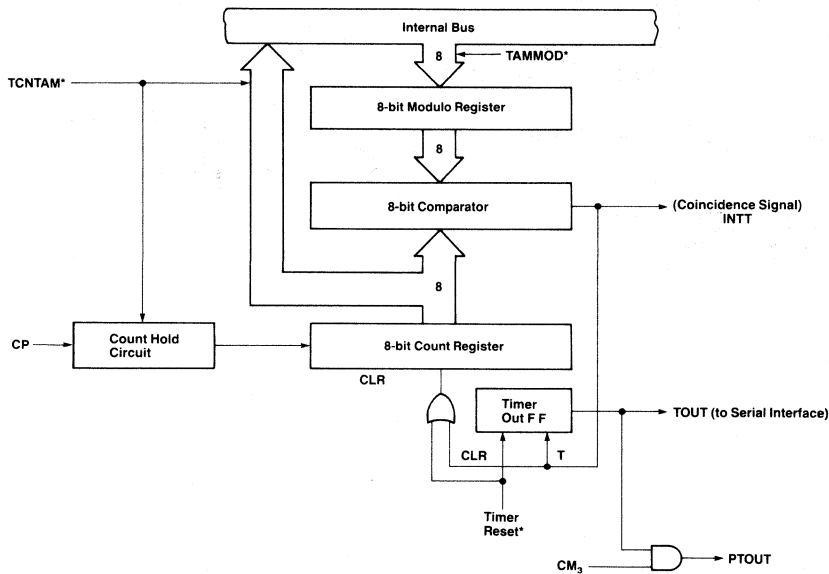 Internal Bus
8
TAMMOD*
TCNTAM*
8-bit Modulo Register
8
8-bit Comparator
(Coincidence Signal)
INTT
8
CP
Count Hold
Circuit
8-bit Count Register
CLR
Timer
Out F F
TOUT (to Serial Interface)
CLR
T
Timer
Reset*
CM₃
PTOUT